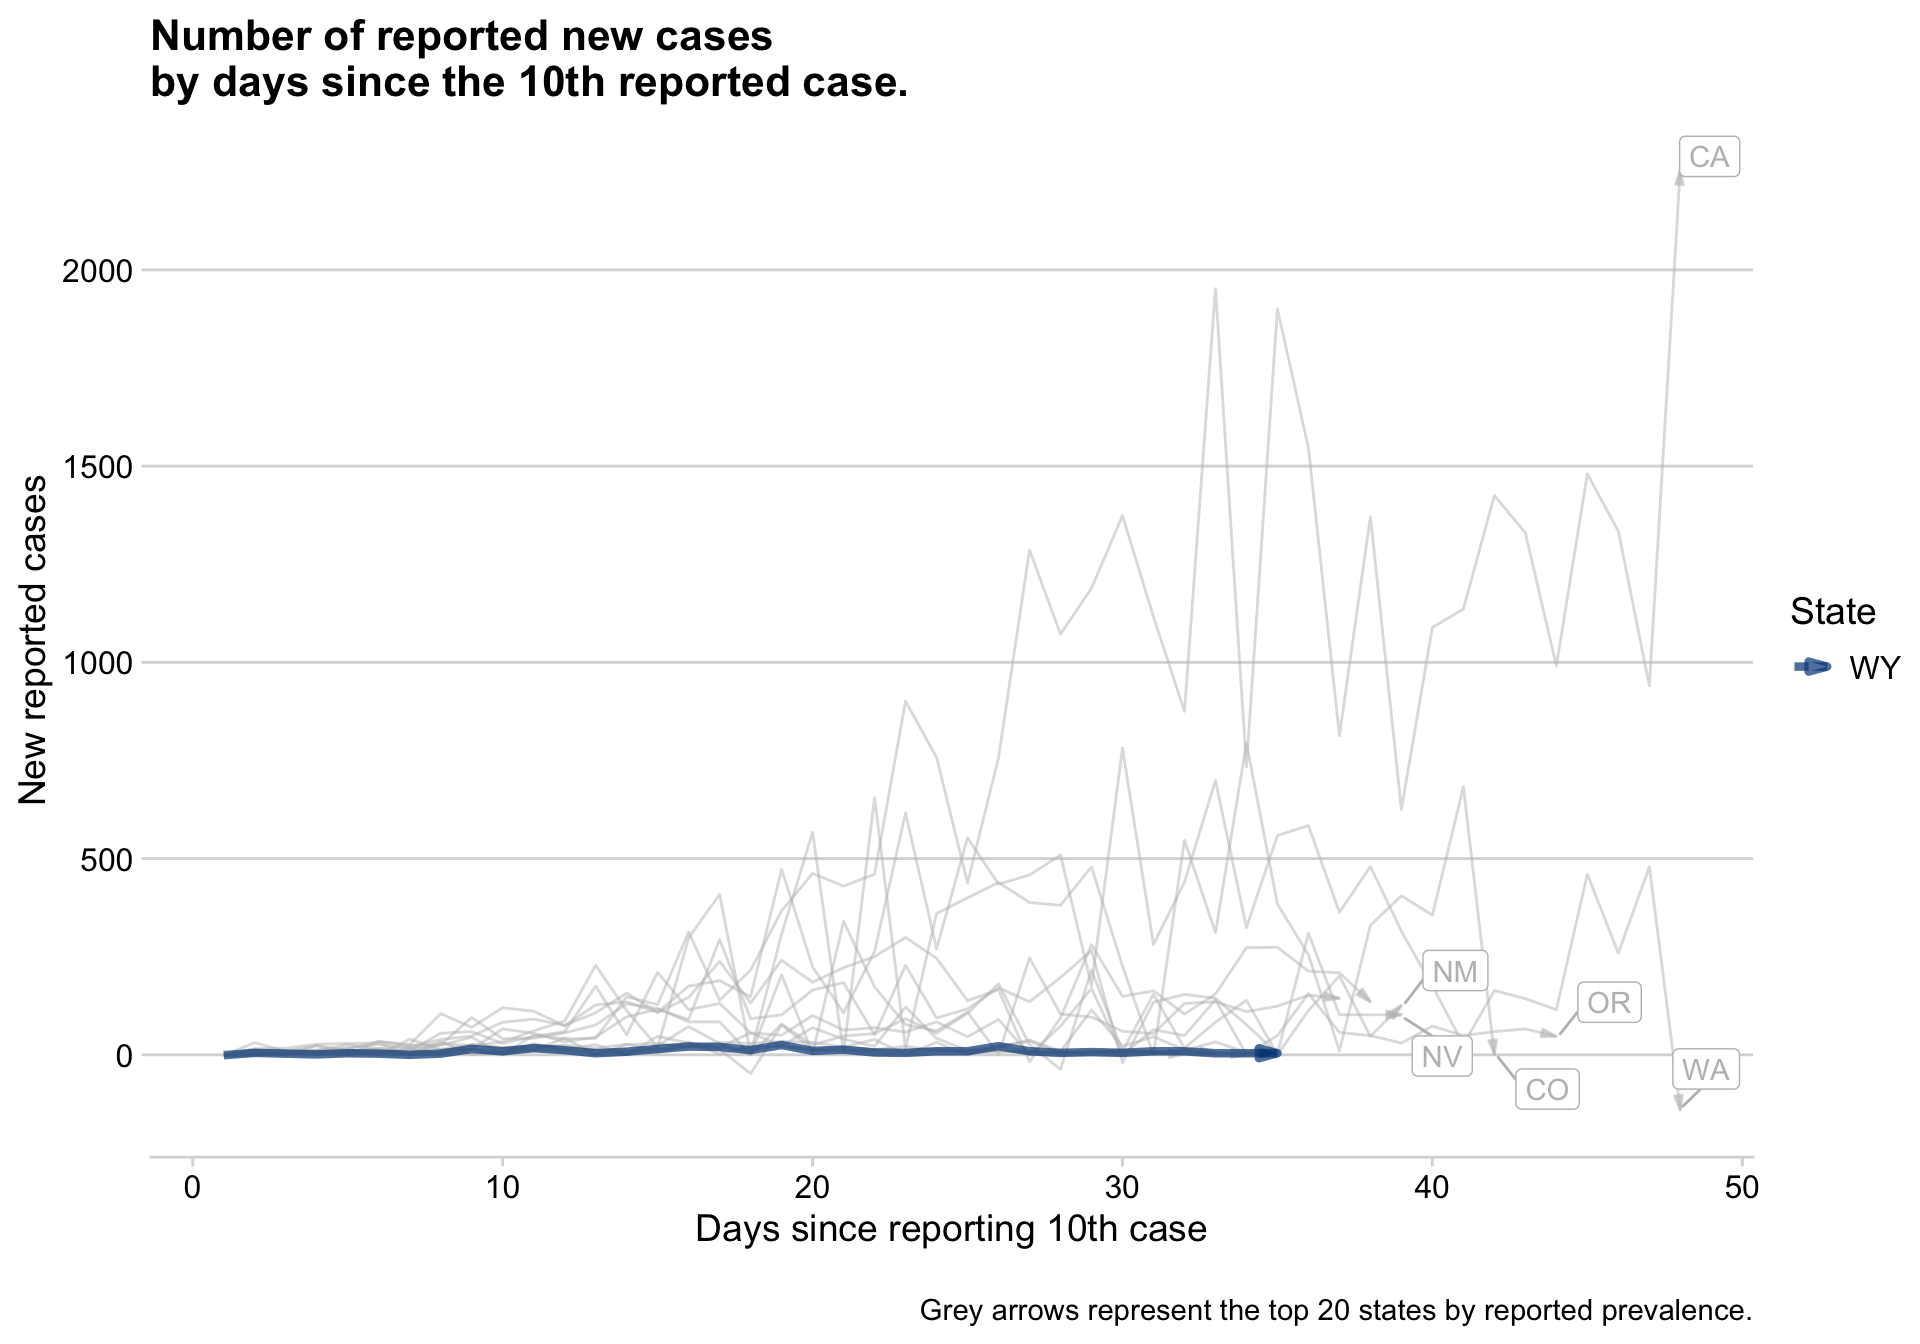 Number of reported new cases
by days since the 10th reported case.
CA
2000
1500
1000
500
0
New reported cases
NM
OR
NV
CO
WA
State
WY
0 10 20 30 40 50
Days since reporting 10th case
Grey arrows represent the top 20 states by reported prevalence.